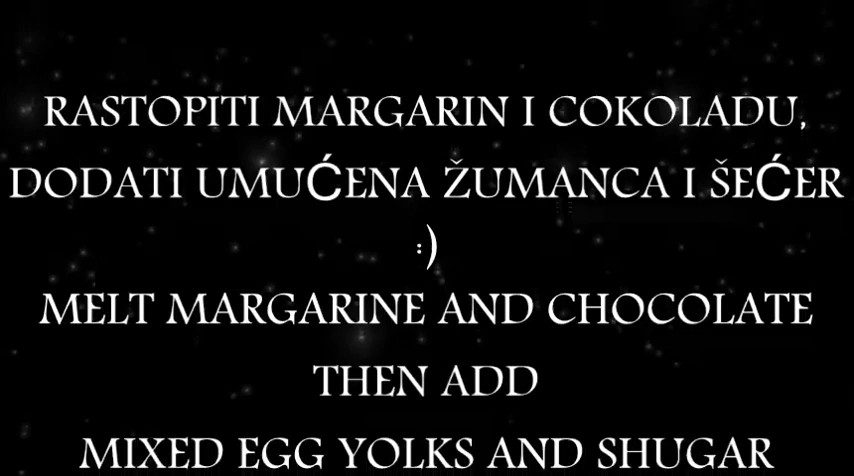 RASTOPITI MARGARIN I COKOLADU,
DODATI UMUĆENA ŽUMANCA I ŠEĆER
:)
MELT MARGARINE AND CHOCOLATE
THEN ADD
MIXED EGG YOLKS AND SHUGAR